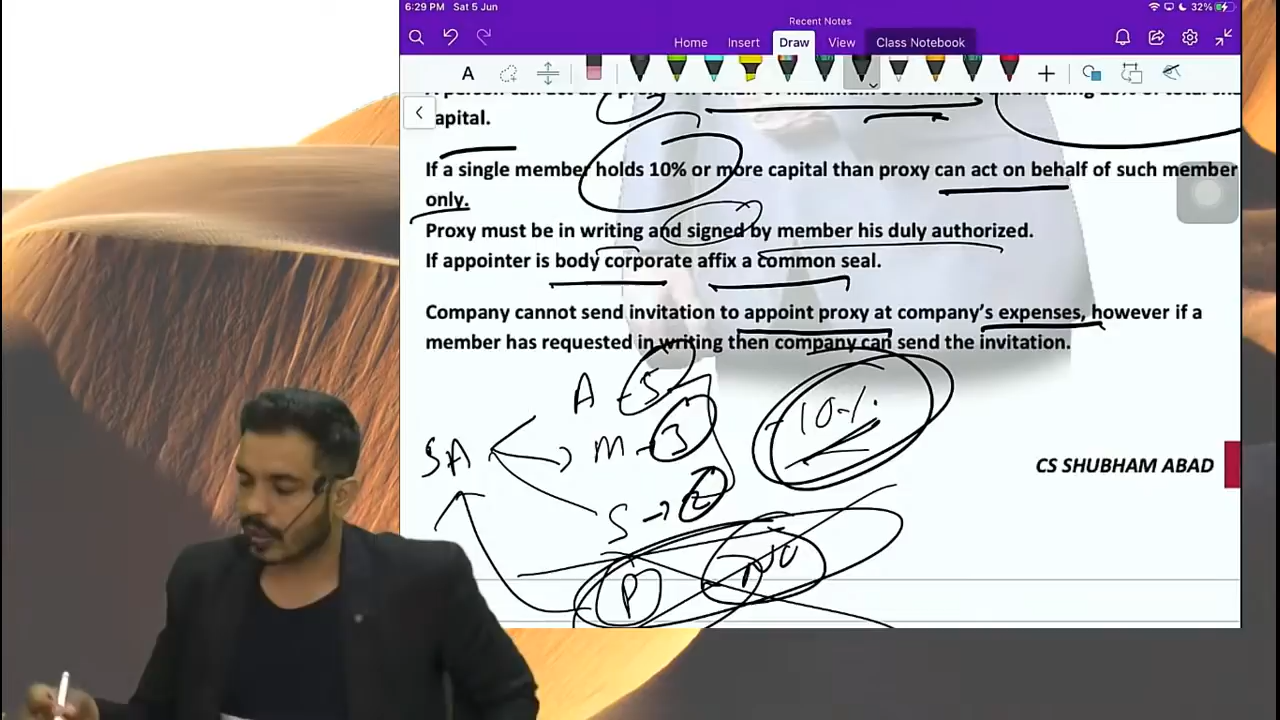 6:29 PM Sat 5 Jun
Recent Notes
32%
Home Insert Draw View Class Notebook
A
capital.
If a single member holds 10% or more capital than proxy can act on behalf of such member
only.
Proxy must be in writing and signed by member his duly authorized.
If appointer is body corporate affix a common seal.
Company cannot send invitation to appoint proxy at company's expenses, however if a
member has requested in writing then company can send the invitation.
A 5
M 3
SA
S 2
10%
P
CS SHUBHAM ABAD